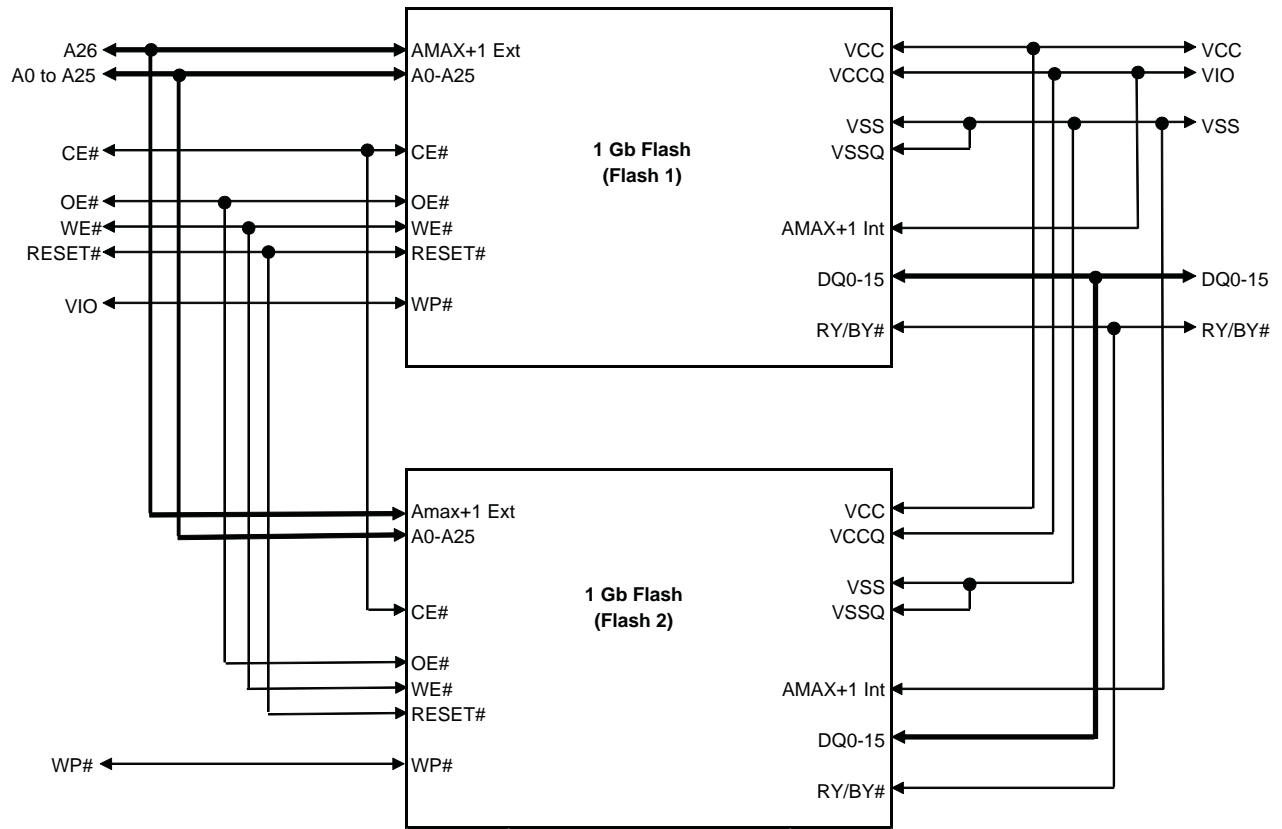 A26
A0 to A25
CE#
OE#
WE#
RESET#
VIO
AMAX+1 Ext
A0-A25
CE#
OE#
WE#
RESET#
WP#
1 Gb Flash
(Flash 1)
VCC
VCCQ
VSS
VSSQ
AMAX+1 Int
DQ0-15
RY/BY#
VCC
VIO
VSS
DQ0-15
RY/BY#
WP#
Amax+1 Ext
A0-A25
CE#
OE#
WE#
RESET#
WP#
1 Gb Flash
(Flash 2)
VCC
VCCQ
VSS
VSSQ
AMAX+1 Int
DQ0-15
RY/BY#